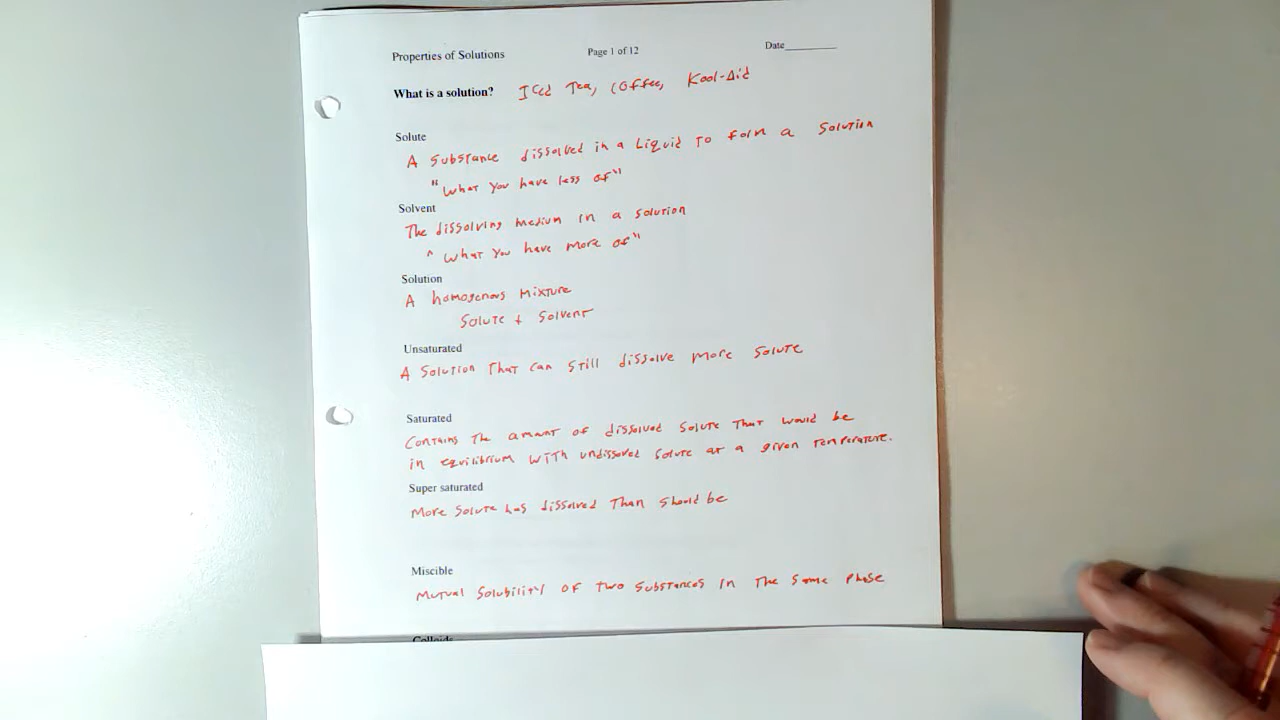 Properties of Solutions Page 1 of 12 Date________
What is a solution? Iced Tea, Coffee, Kool-Aid
Solute
A Substance dissolved in a Liquid To form a Solution
"What you have less of"
Solvent
The dissolving medium in a solution
"What you have more of"
Solution
A homogenous mixture
Solute + Solvent
Unsaturated
A Solution That can Still dissolve more Solute
Saturated
Contains The amount of dissolved Solute That would be
in equilibrium with undissoved Solute at a given Temperature.
Super saturated
More Solute has dissolved Than Should be
Miscible
Mutual Solubility of Two Substances In The Same Phase
Colloids